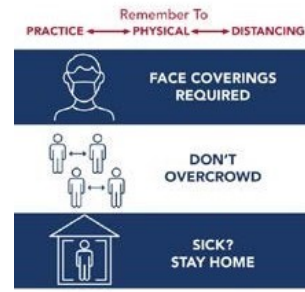 Remember To
PRACTICE PHYSICAL DISTANCING
FACE COVERINGS
REQUIRED
DON'T
OVERCROWD
SICK?
STAY HOME